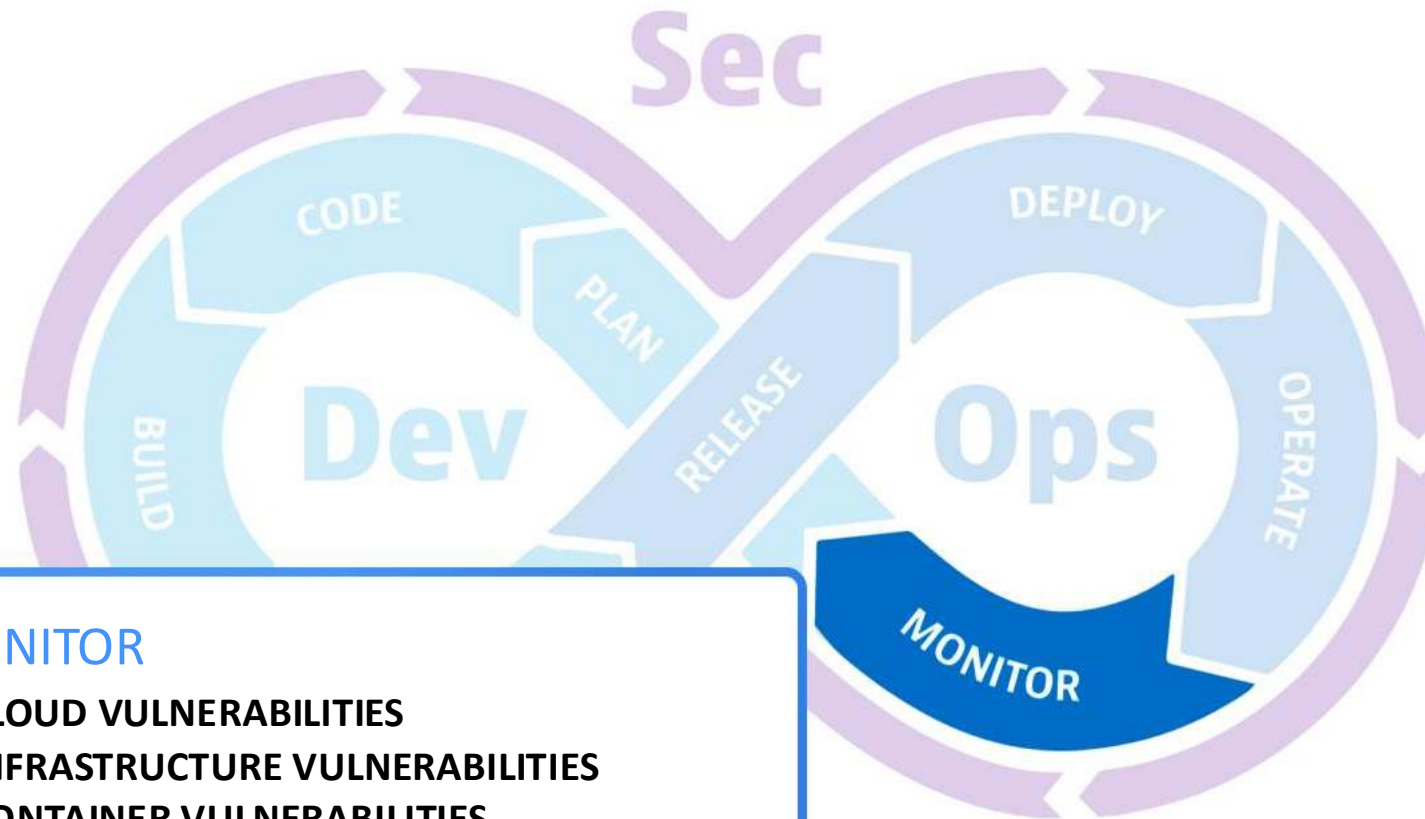 Sec
CODE
PLAN
BUILD
Dev
RELEASE
DEPLOY
OPERATE
Ops
MONITOR
NITOR
LOUD VULNERABILITIES
NFRASTRUCTURE VULNERABILITIES
ONTAINER VULNERABILITIES